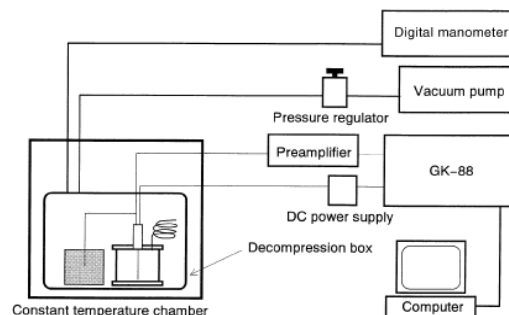 Digital manometer
Vacuum pump
Pressure regulator
Preamplifier
GK-88
DC power supply
Decompression box
Computer
Constant temperature chamber